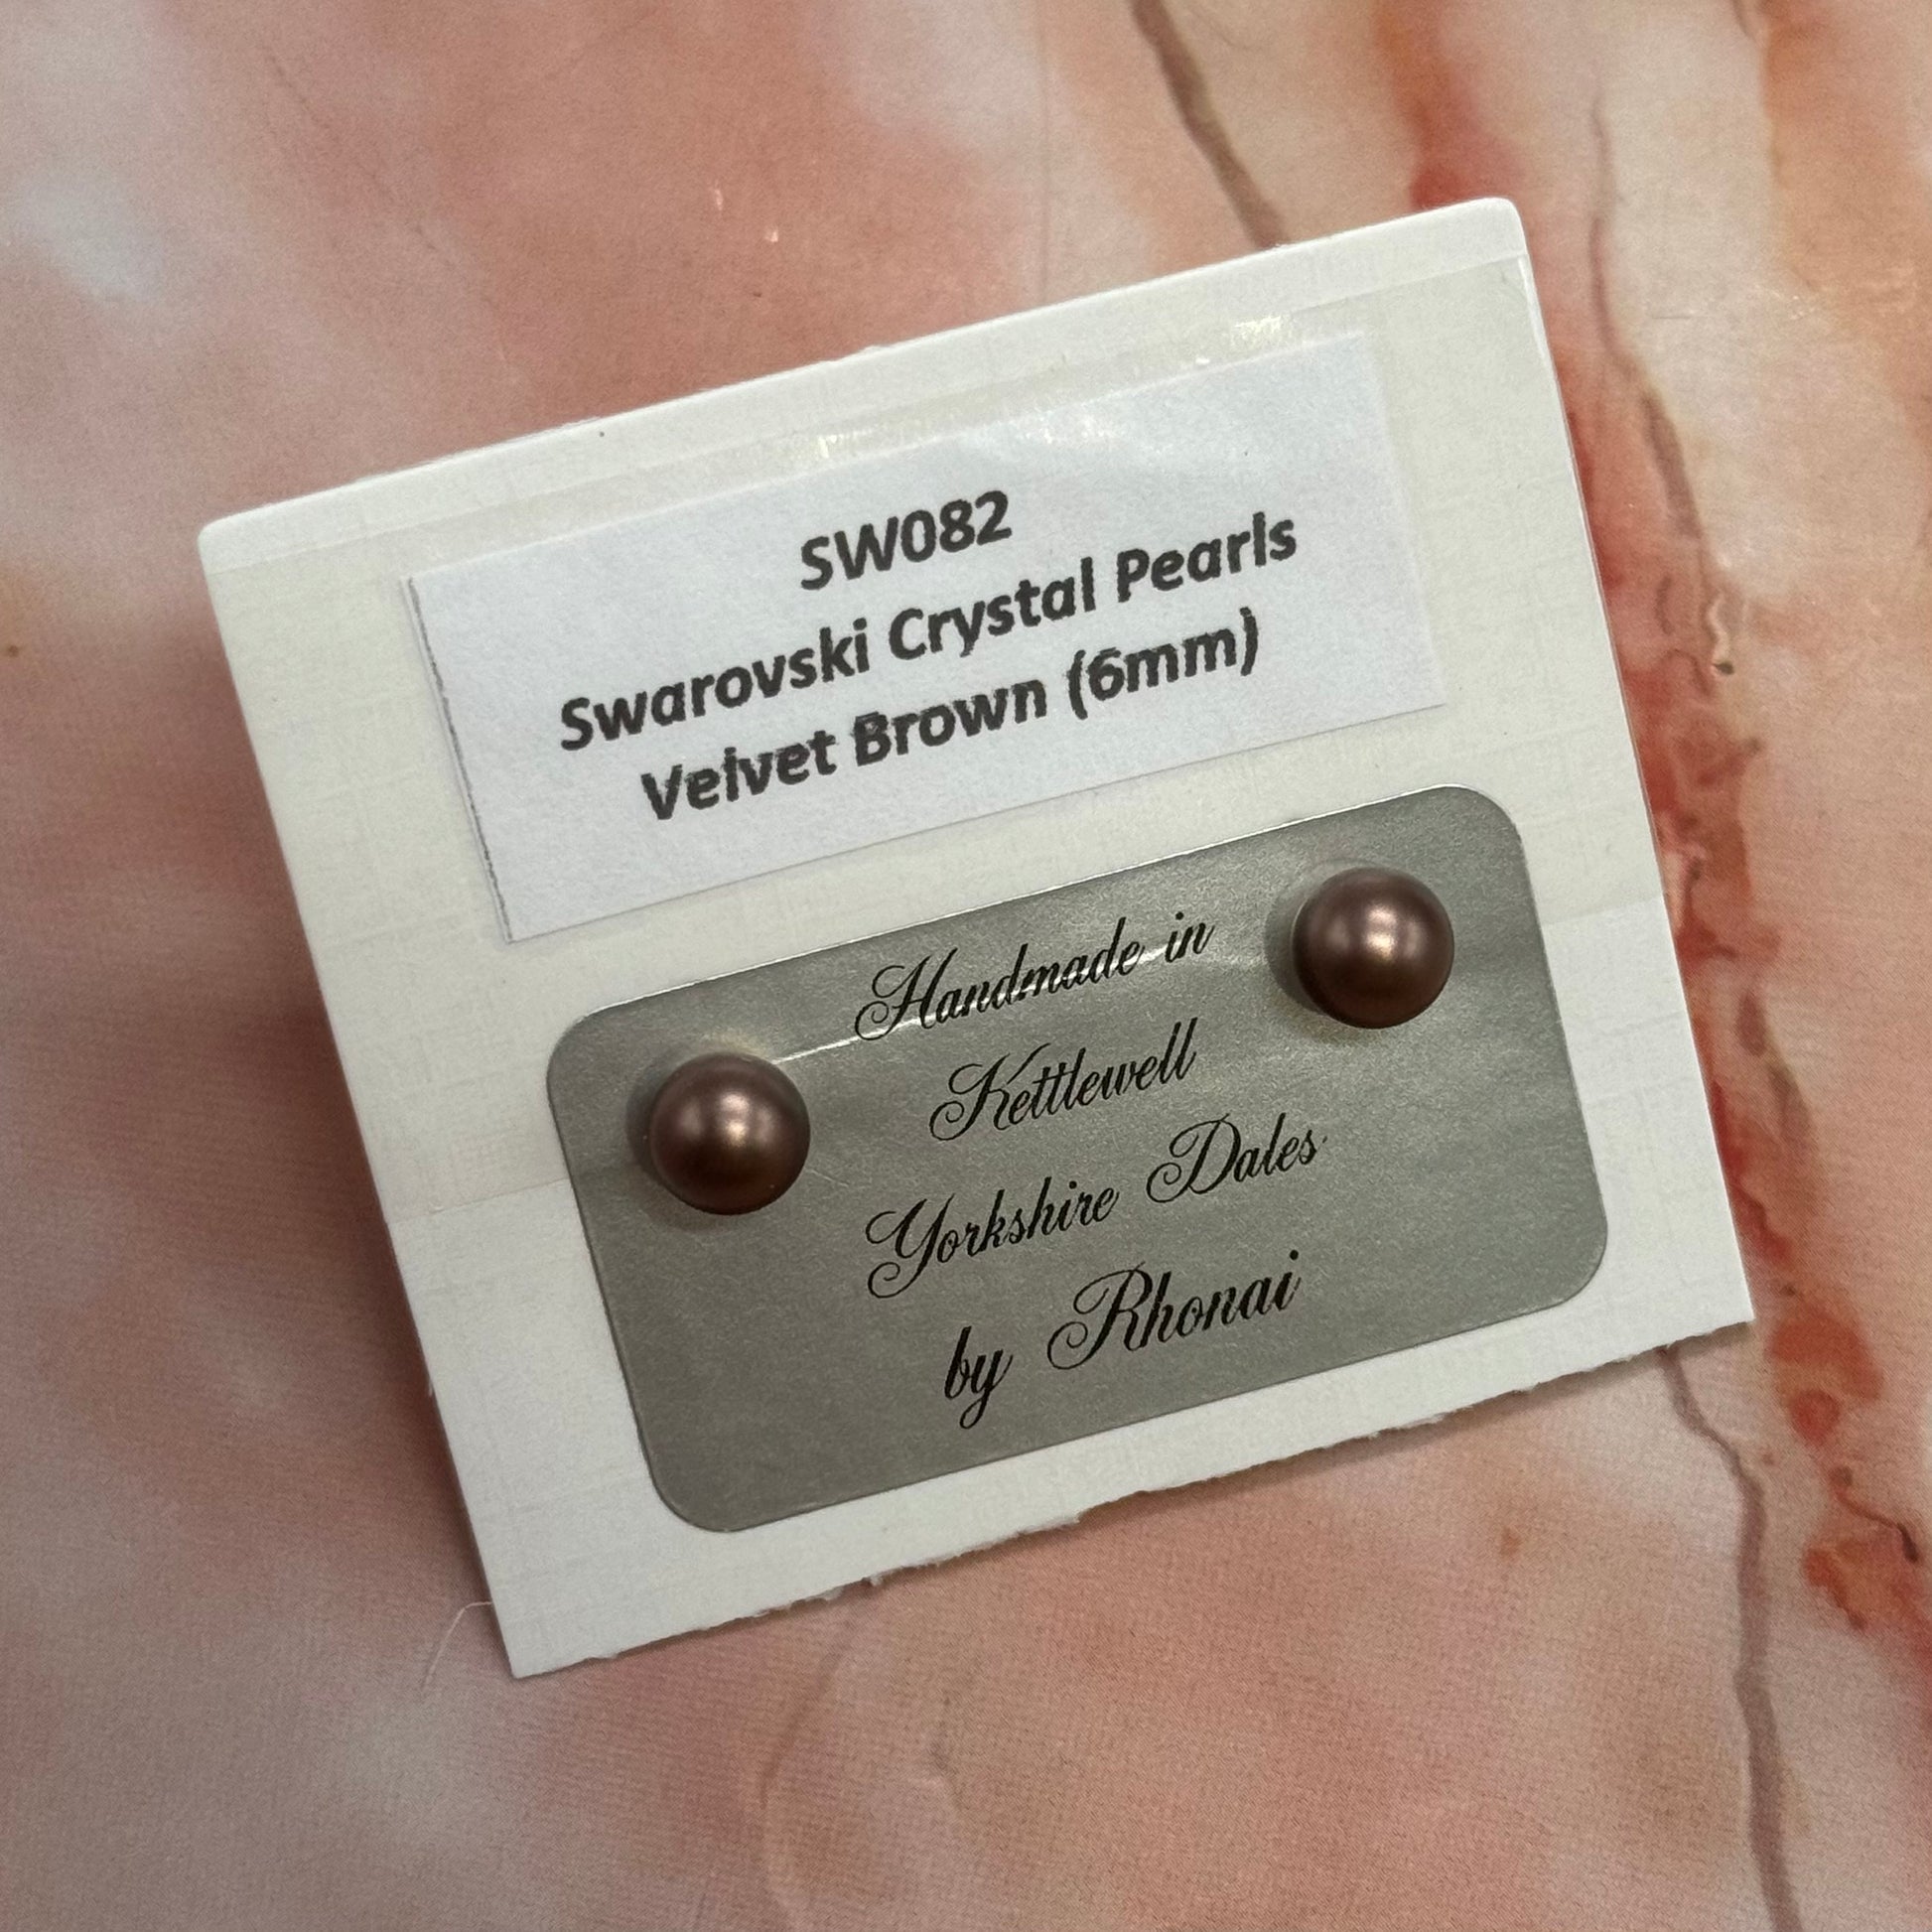 SW082
Swarovski Crystal Pearls
Velvet Brown (6mm)
Handmade in
Kettlewell
Yorkshire Dales
by Rhonai